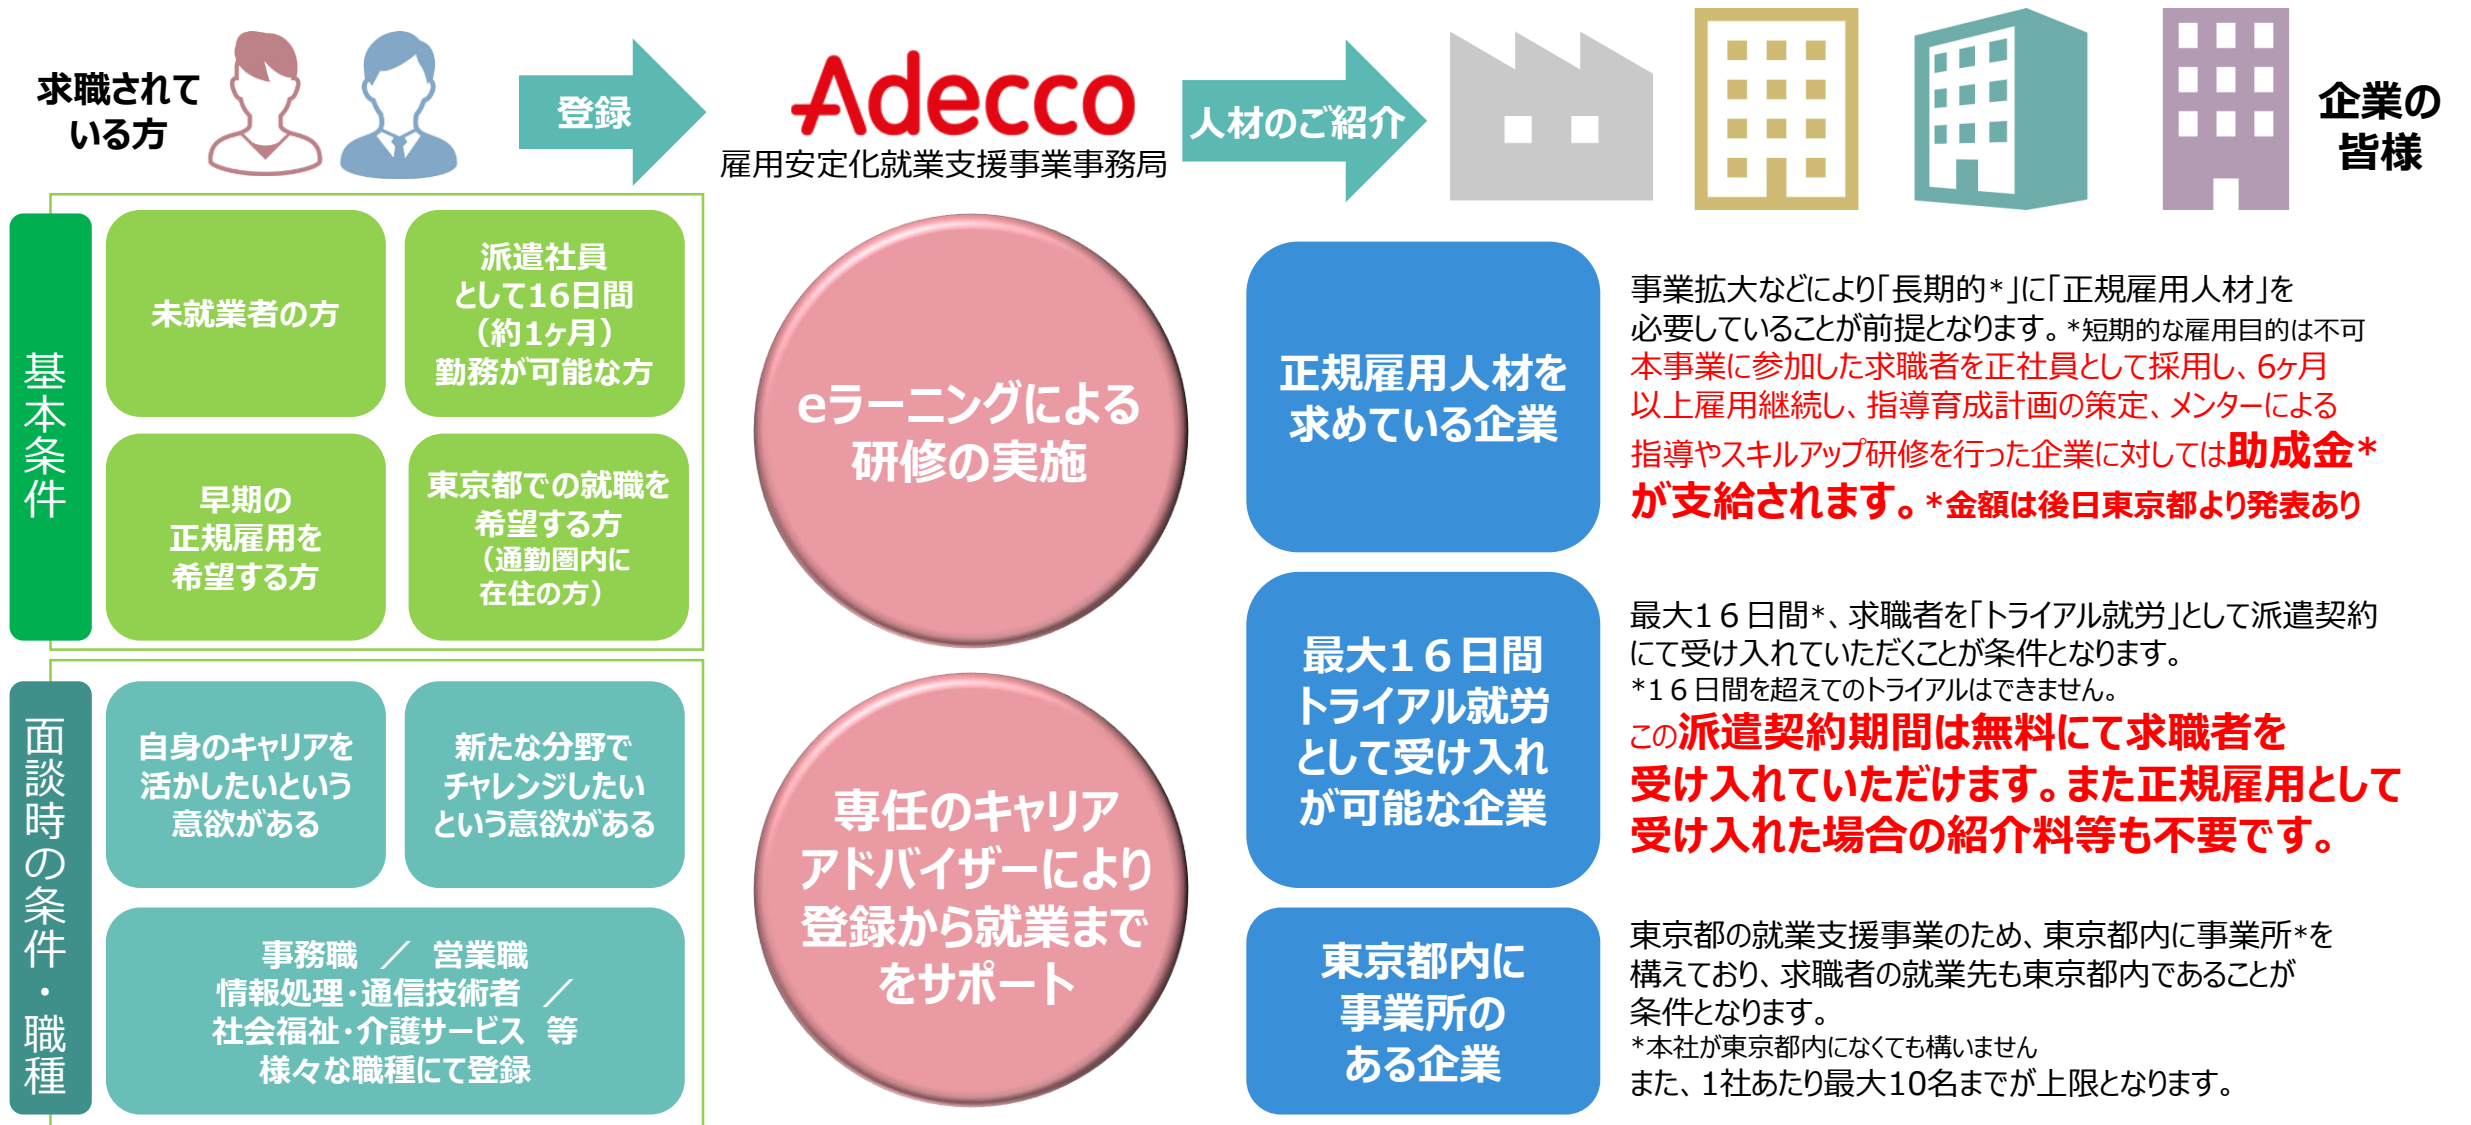 求職されて
いる方
登録
Adecco
雇用安定化就業支援事業事務局
人材のご紹介
企業の
皆様
基本条件
未就業者の方
派遣社員
として16日間
（約1ヶ月）
勤務が可能な方
早期の
正規雇用を
希望する方
東京都での就職を
希望する方
（通勤圏内に
在住の方）
面談時の条件・職種
自身のキャリアを
活かしたいという
意欲がある
新たな分野で
チャレンジしたい
という意欲がある
事務職　／　営業職
情報処理・通信技術者　／
社会福祉・介護サービス　等
様々な職種にて登録
eラーニングによる
研修の実施
専任のキャリア
アドバイザーにより
登録から就業まで
をサポート
正規雇用人材を
求めている企業
事業拡大などにより「長期的*」に「正規雇用人材」を
必要していることが前提となります。*短期的な雇用目的は不可
本事業に参加した求職者を正社員として採用し、6ヶ月
以上雇用継続し、指導育成計画の策定、メンターによる
指導やスキルアップ研修を行った企業に対しては助成金*
が支給されます。*金額は後日東京都より発表あり
最大1６日間
トライアル就労
として受け入れ
が可能な企業
最大1６日間*、求職者を「トライアル就労」として派遣契約
にて受け入れていただくことが条件となります。
*1６日間を超えてのトライアルはできません。
この派遣契約期間は無料にて求職者を
受け入れていただけます。また正規雇用として
受け入れた場合の紹介料等も不要です。
東京都内に
事業所の
ある企業
東京都の就業支援事業のため、東京都内に事業所*を
構えており、求職者の就業先も東京都内であることが
条件となります。
*本社が東京都内になくても構いません
また、1社あたり最大10名までが上限となります。